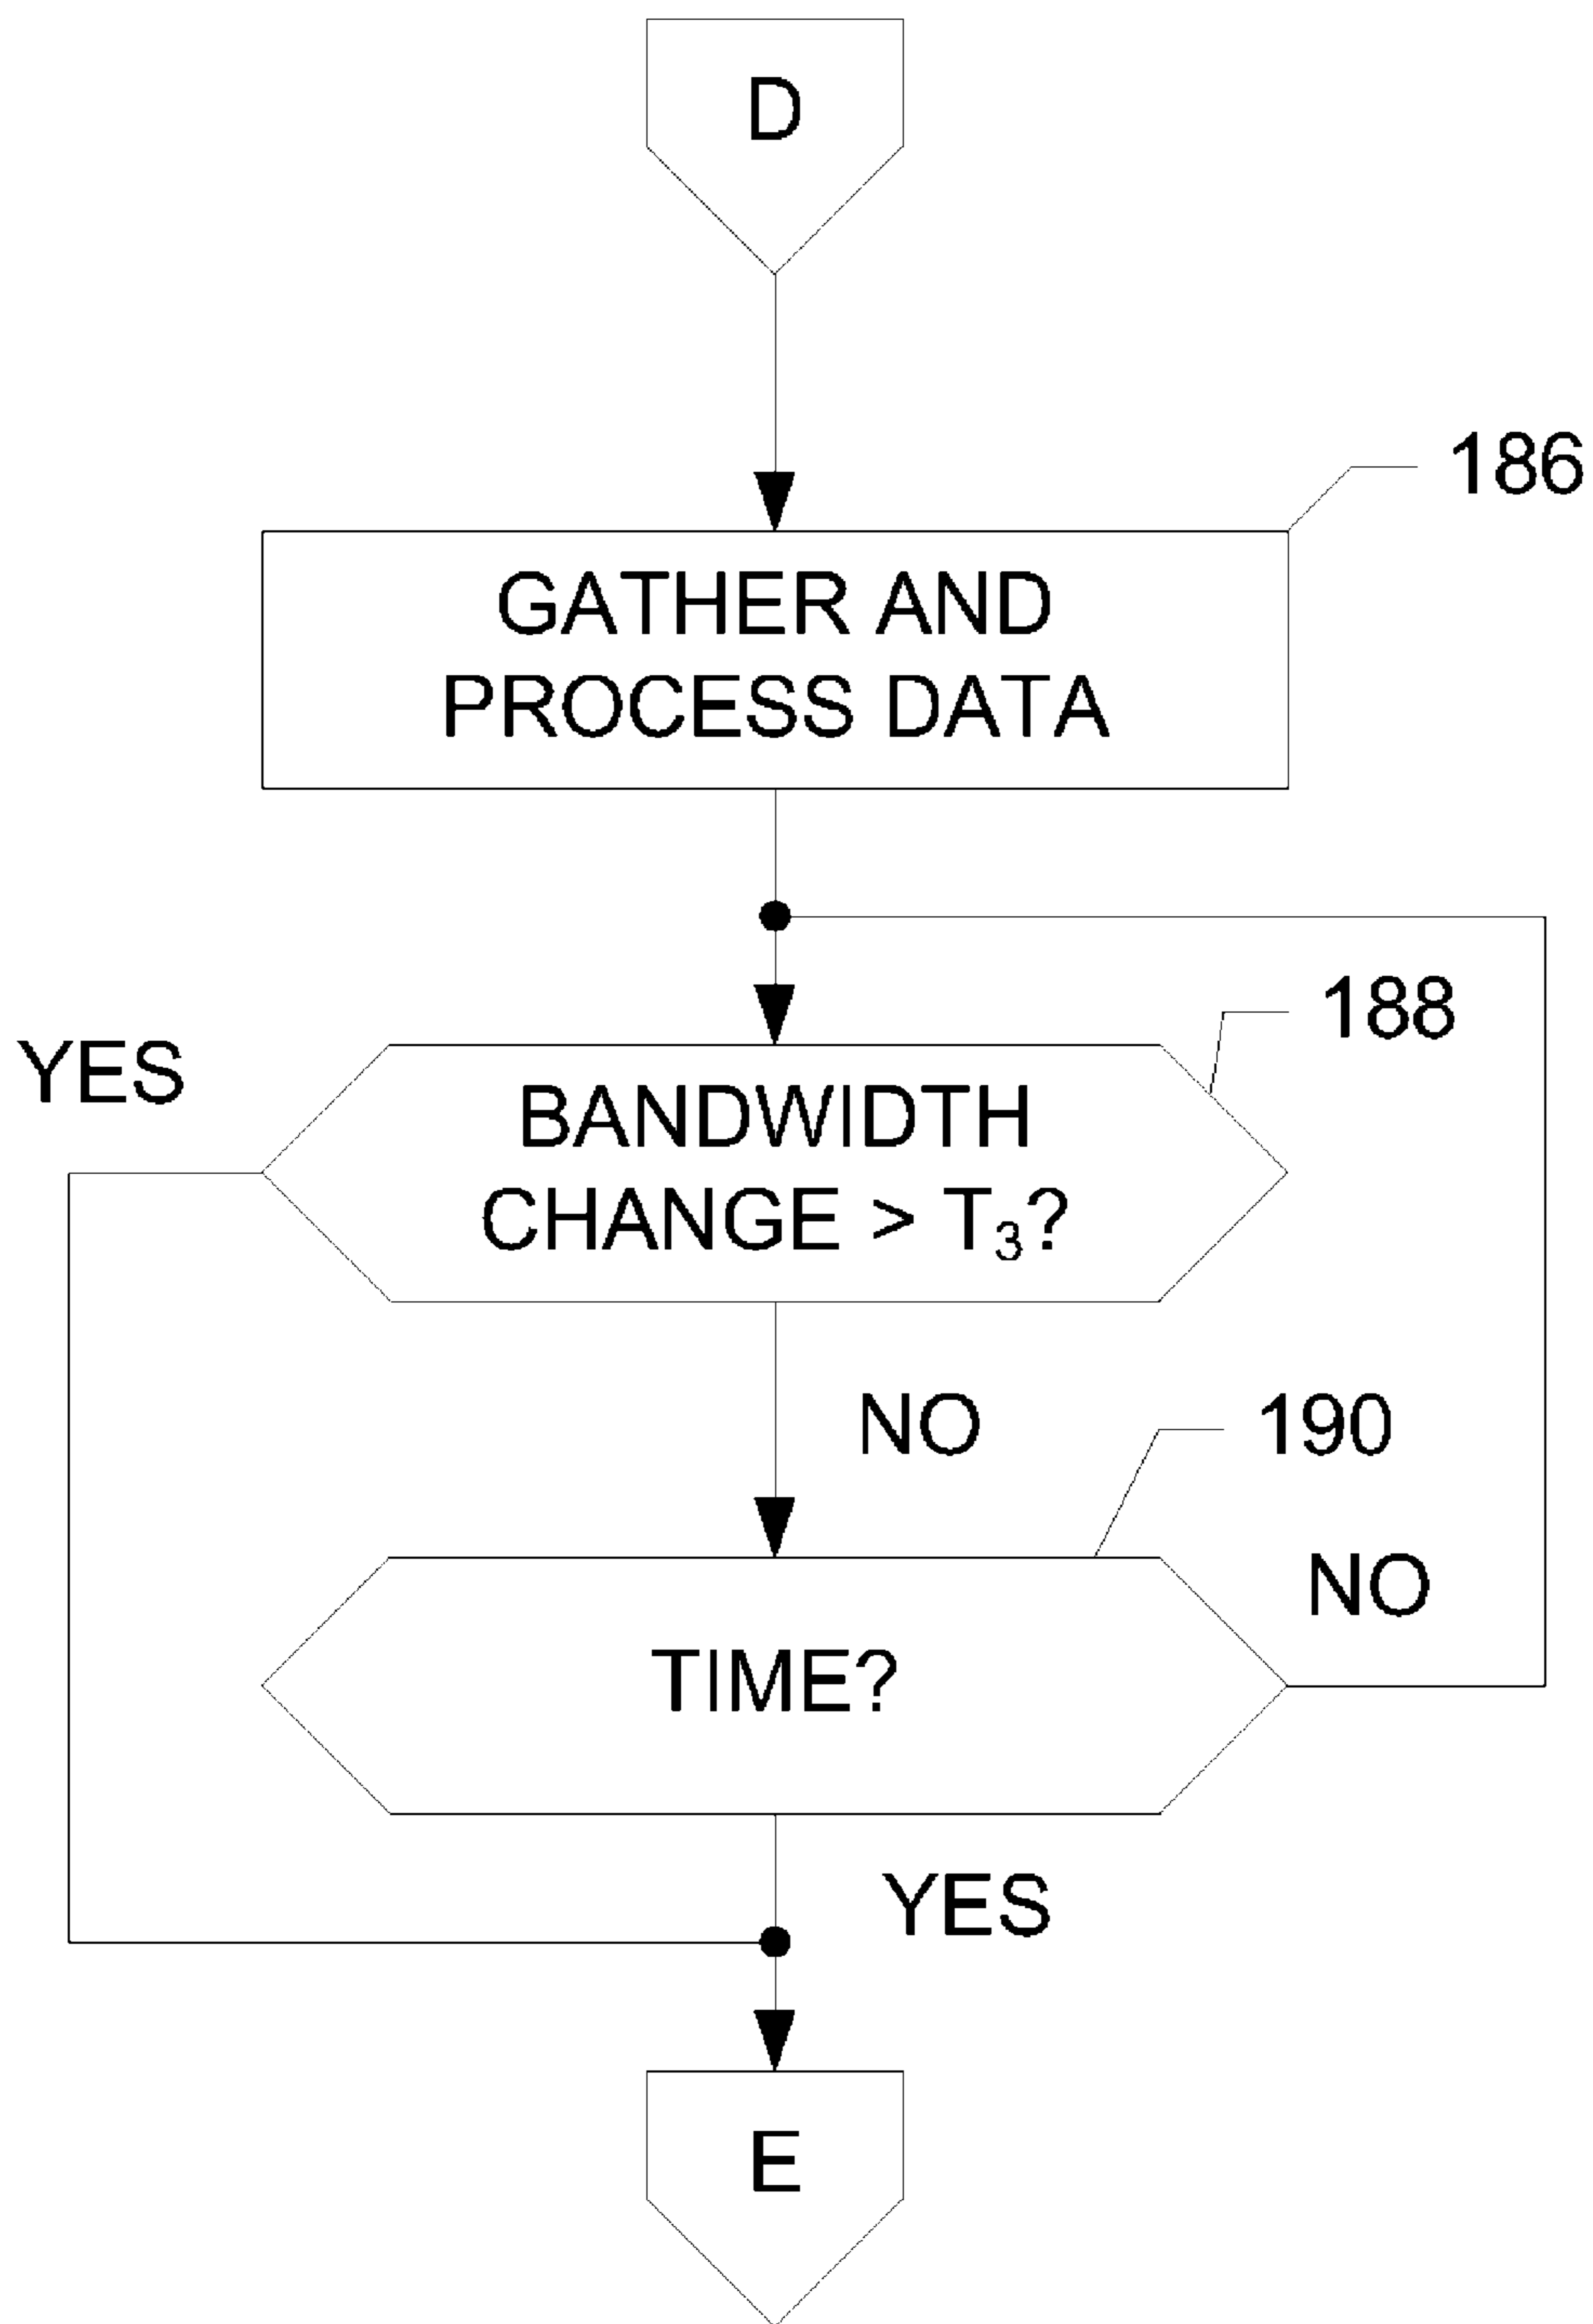 D
186
GATHER AND
PROCESS DATA
188
YES
BANDWIDTH
CHANGE > T₃?
NO
190
NO
TIME?
YES
E